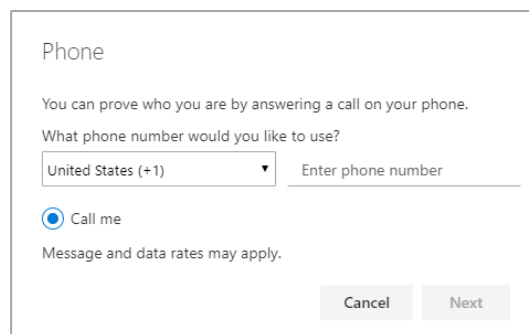 Phone
You can prove who you are by answering a call on your phone.
What phone number would you like to use?
United States (+1) Enter phone number
Call me
Message and data rates may apply.
Cancel Next